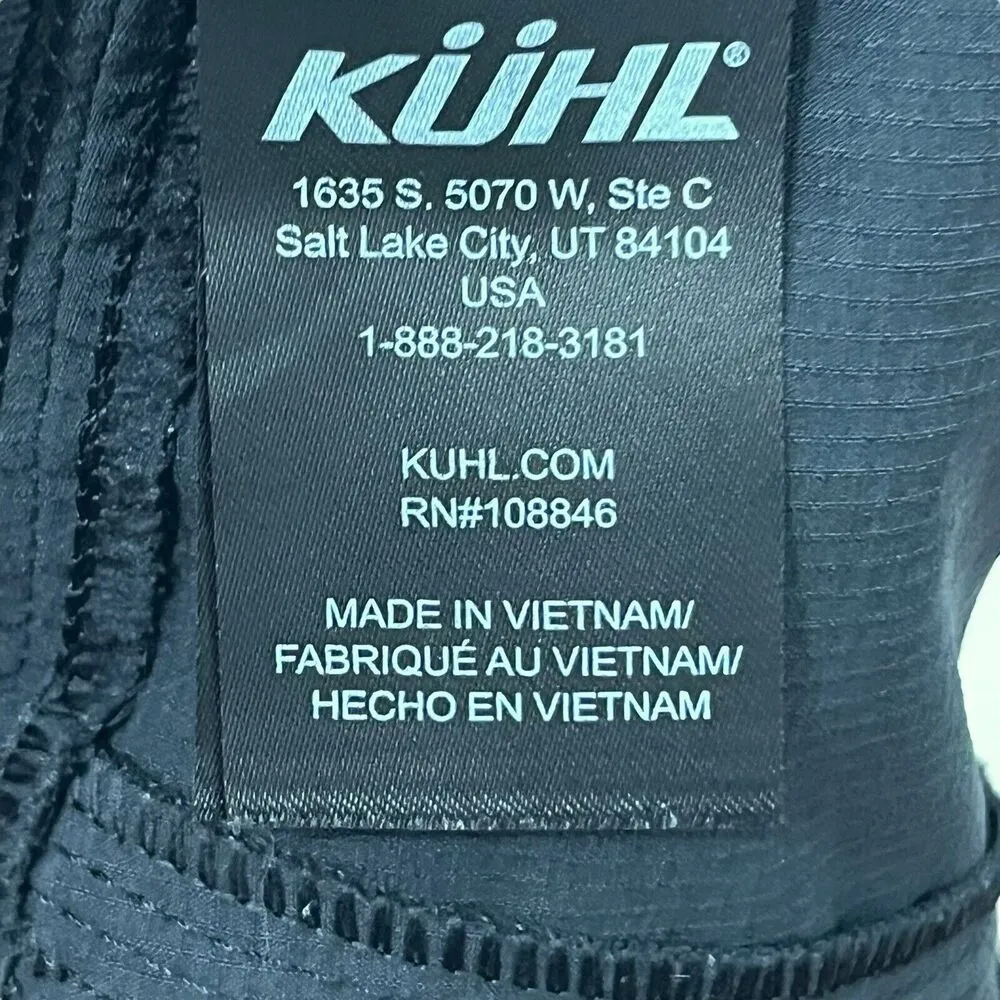 KÜHL®
1635 S. 5070 W, Ste C
Salt Lake City, UT 84104
USA
1-888-218-3181
KUHL.COM
RN#108846
MADE IN VIETNAM/
FABRIQUÉ AU VIETNAM/
HECHO EN VIETNAM